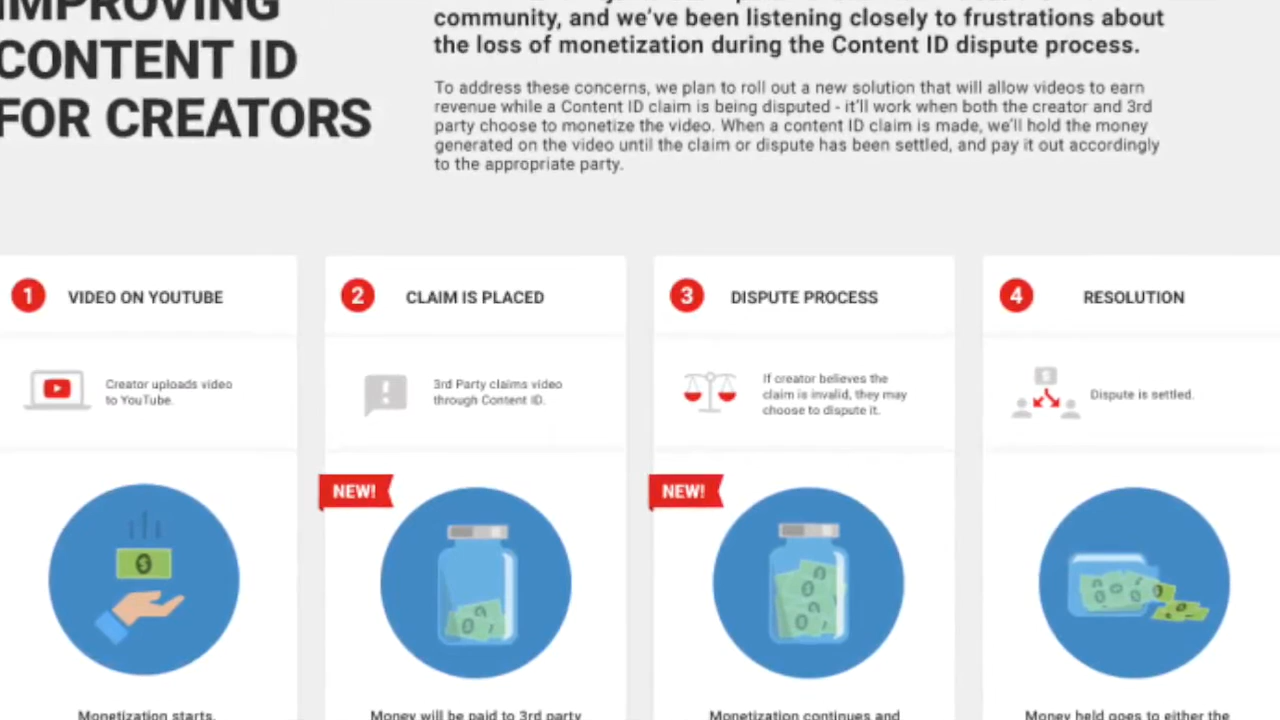 IMPROVING
CONTENT ID
FOR CREATORS
community, and we've been listening closely to frustrations about
the loss of monetization during the Content ID dispute process.
To address these concerns, we plan to roll out a new solution that will allow videos to earn
revenue while a Content ID claim is being disputed - it'll work when both the creator and 3rd
party choose to monetize the video. When a content ID claim is made, we'll hold the money
generated on the video until the claim or dispute has been settled, and pay it out accordingly
to the appropriate party.
1 VIDEO ON YOUTUBE
Creator uploads video
to YouTube.
Monetization starts.
2 CLAIM IS PLACED
3rd Party claims video
through Content ID.
NEW!
Money will be paid to 3rd party
3 DISPUTE PROCESS
If creator believes the
claim is invalid, they may
choose to dispute it.
NEW!
Monetization continues and
4 RESOLUTION
Dispute is settled.
Money held goes to either the